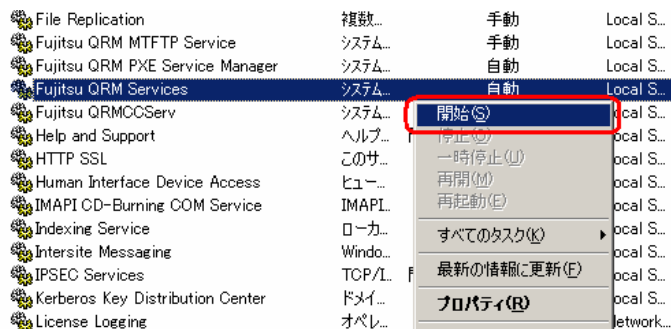 File Replication 複数... 手動 Local S...
Fujitsu QRM MTFTP Service システム... 手動 Local S...
Fujitsu QRM PXE Service Manager システム... 自動 Local S...
Fujitsu QRM Services システム... 自動 Local S...
Fujitsu QRMCCServ システム... 開始(S) ocal S...
Help and Support ヘルプ... 停止(O) ocal S...
HTTP SSL このサ... 一時停止(U) ocal S...
Human Interface Device Access ヒュー... 再開(M) ocal S...
IMAPI CD-Burning COM Service IMAPI... 再起動(E) ocal S...
Indexing Service ローカ... すべてのタスク(K) ocal S...
Intersite Messaging Windo... ocal S...
IPSEC Services TCP/I... 最新の情報に更新(F) ocal S...
Kerberos Key Distribution Center ドメイ... プロパティ(R) ocal S...
License Logging オペレ... etwork...